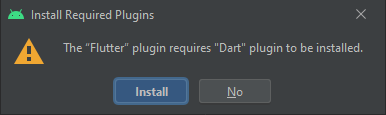 Install Required Plugins
The "Flutter" plugin requires "Dart" plugin to be installed.
Install
No